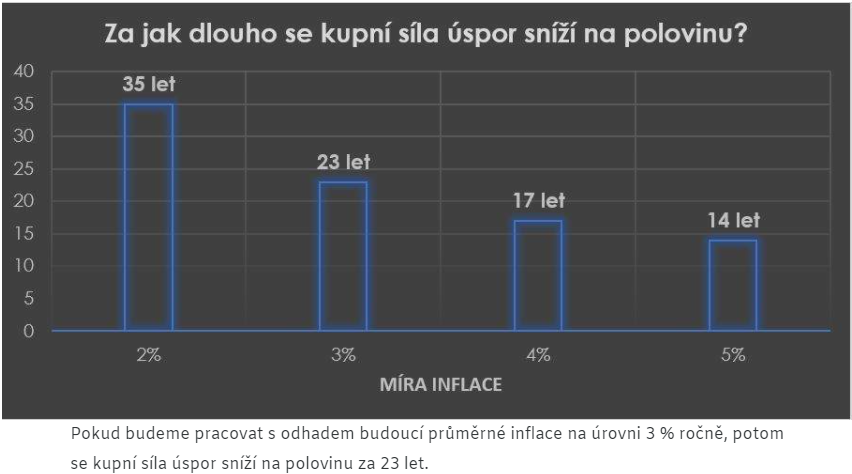 Za jak dlouho se kupní síla úspor sníží na polovinu?
40
35
30
25
20
15
10
5
0
35 let
23 let
17 let
14 let
2%
3%
4%
5%
MÍRA INFLACE
Pokud budeme pracovat s odhadem budoucí průměrné inflace na úrovni 3 % ročně, potom
se kupní síla úspor sníží na polovinu za 23 let.